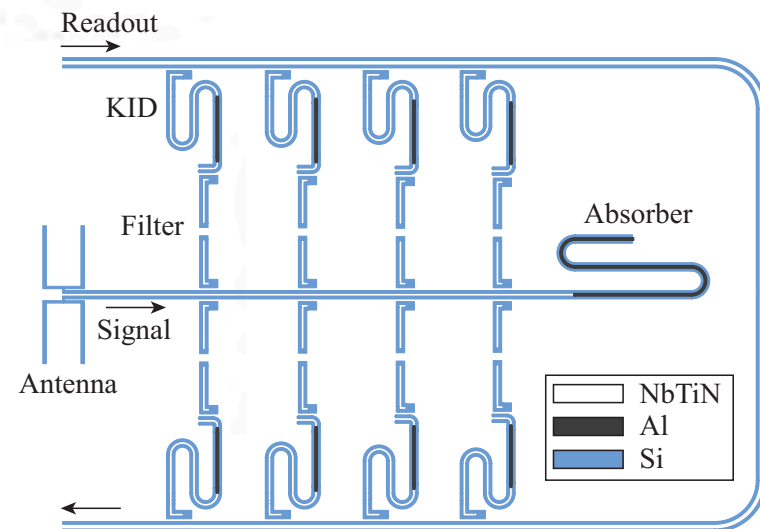 Readout
KID
Filter
Absorber
Signal
Antenna
NbTiN
Al
Si